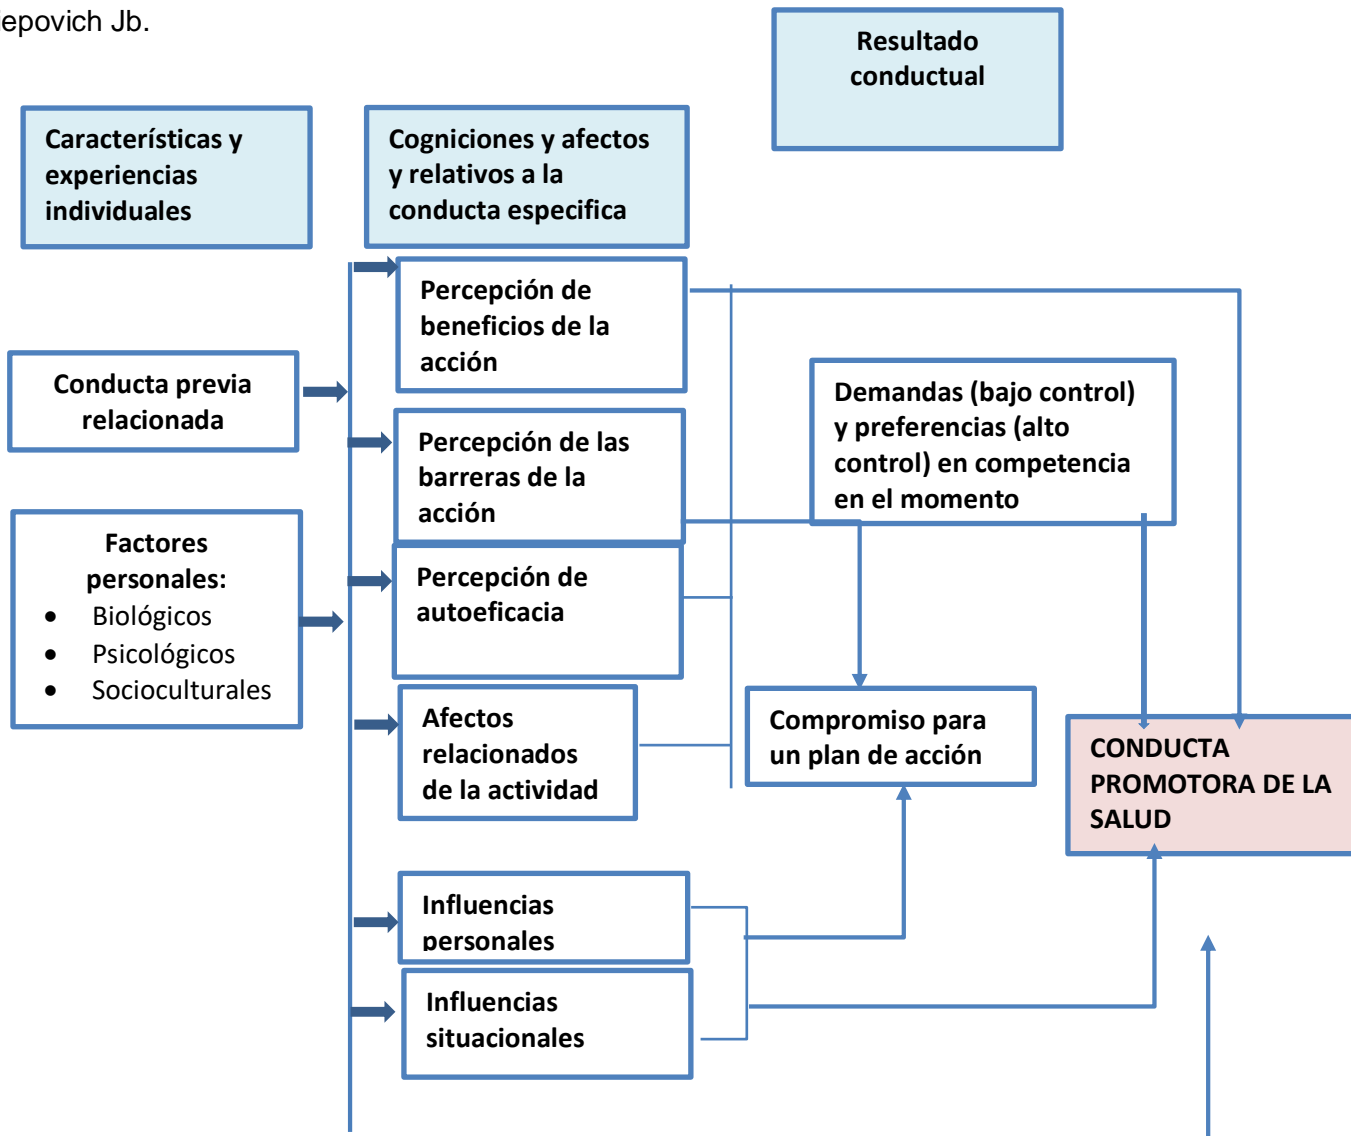 iepovich Jb.
Resultado
conductual
Características y
experiencias
individuales
Cogniciones y afectos
y relativos a la
conducta especifica
Percepción de
beneficios de la
acción
Conducta previa
relacionada
Demandas (bajo control)
y preferencias (alto
control) en competencia
en el momento
Percepción de las
barreras de la
acción
Factores
personales:
• Biológicos
• Psicológicos
• Socioculturales
Percepción de
autoeficacia
Afectos
relacionados
de la actividad
Compromiso para
un plan de acción
CONDUCTA
PROMOTORA DE LA
SALUD
Influencias
personales
Influencias
situacionales